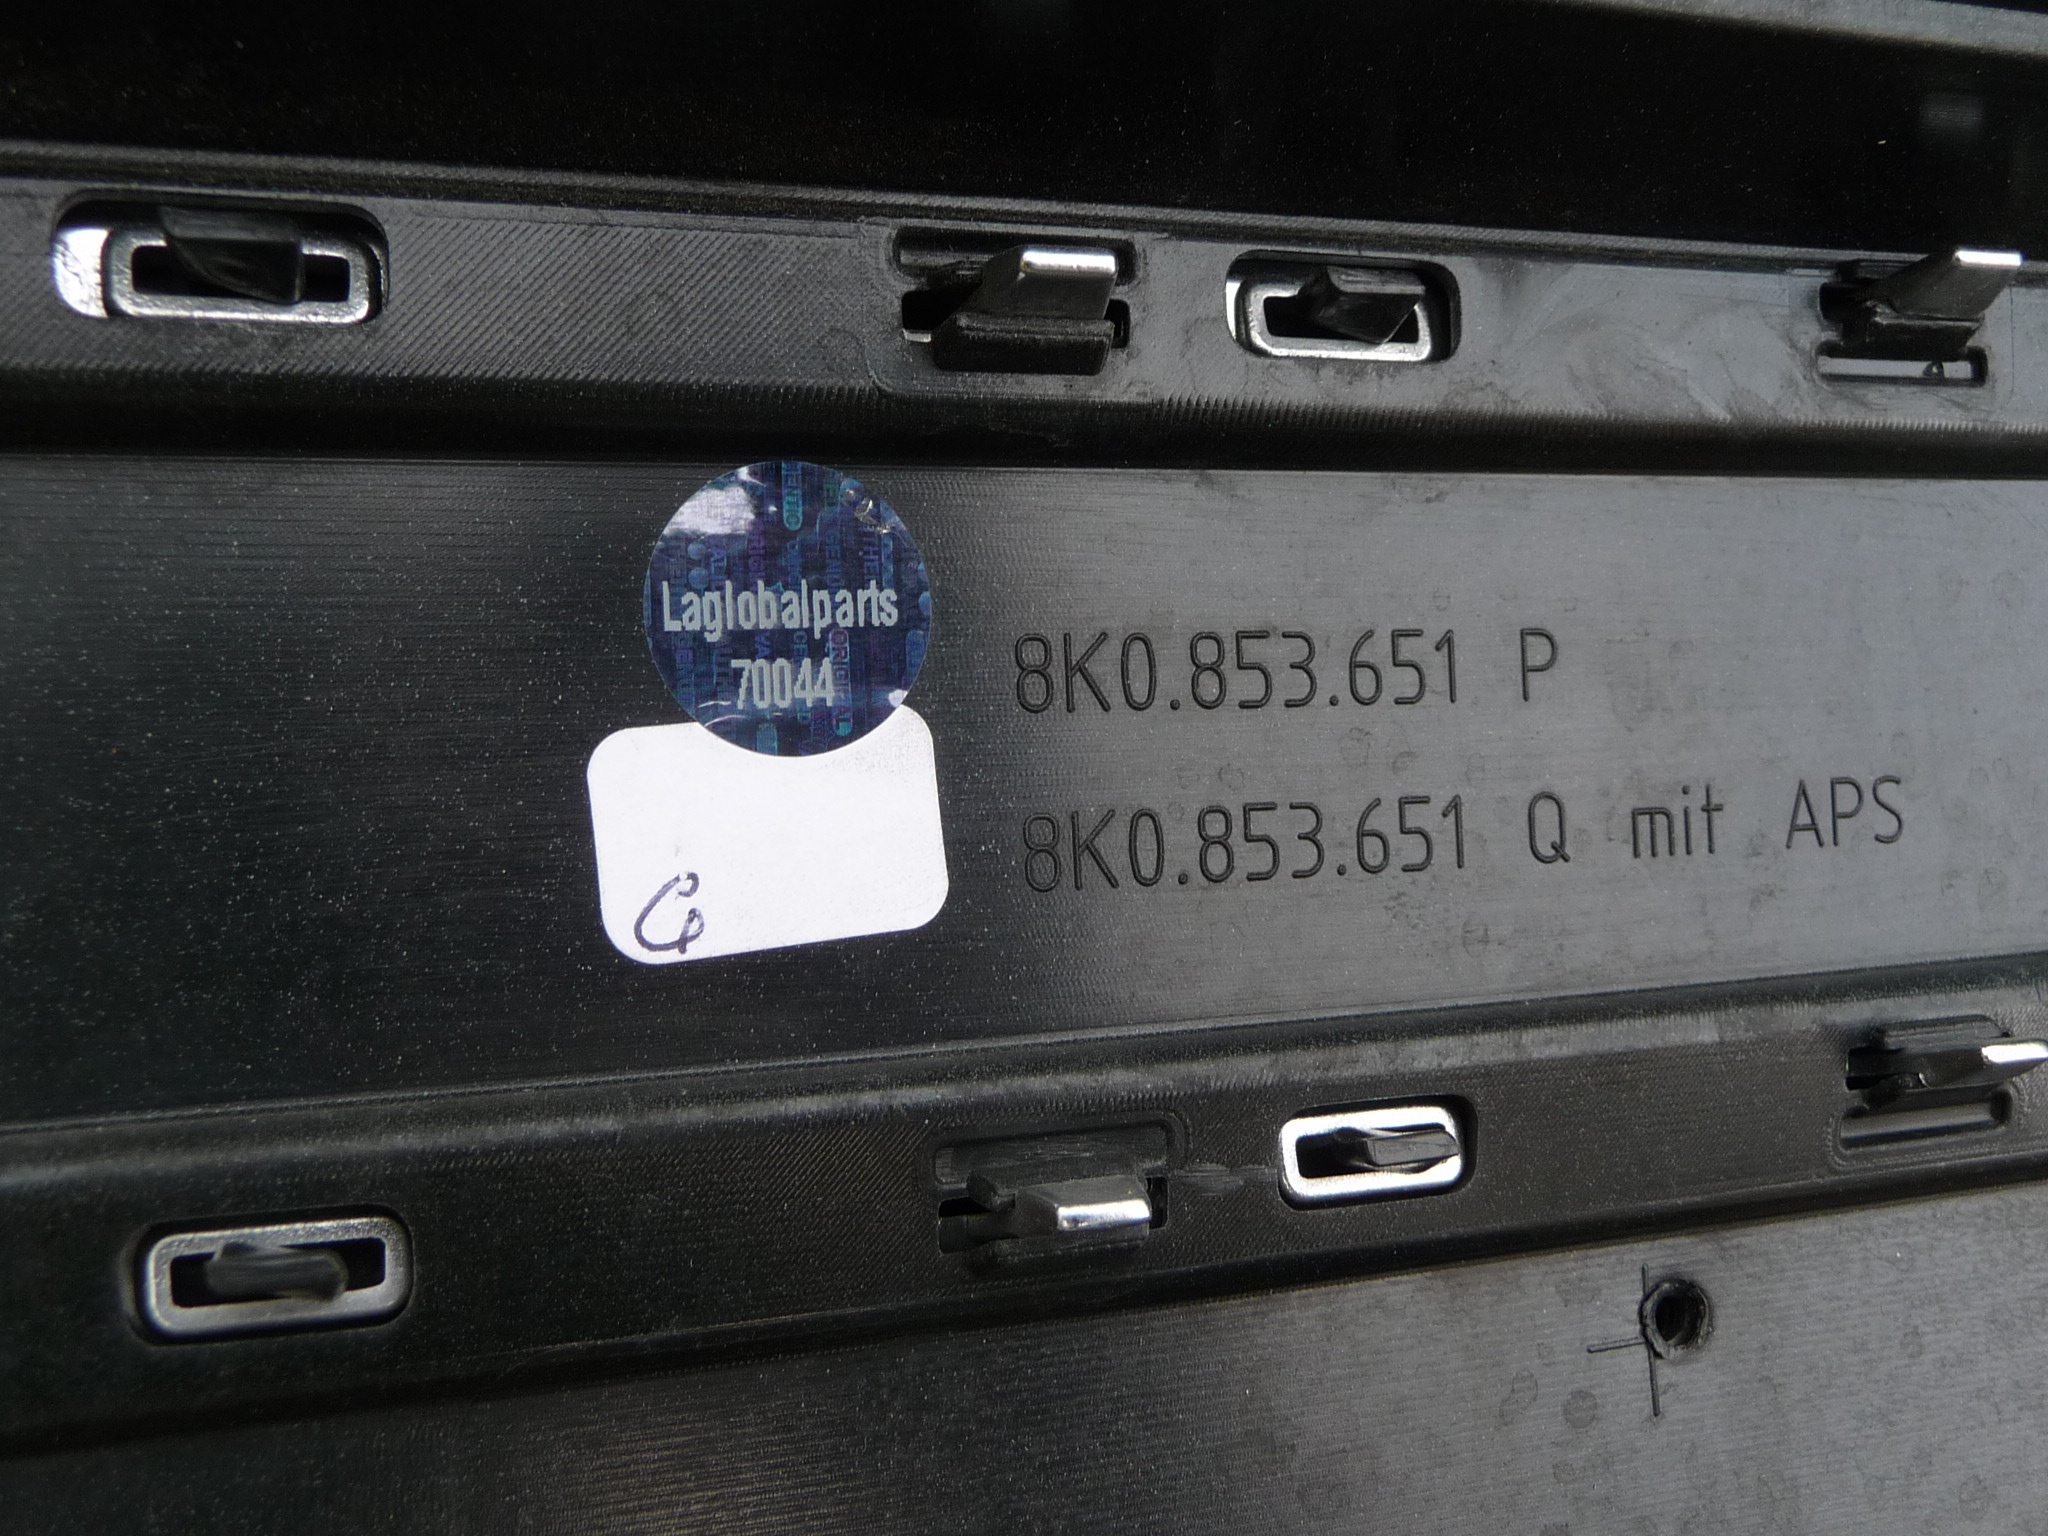 Laglobalparts
70044
8K0.853.651 P
8K0.853.651 Q mit APS